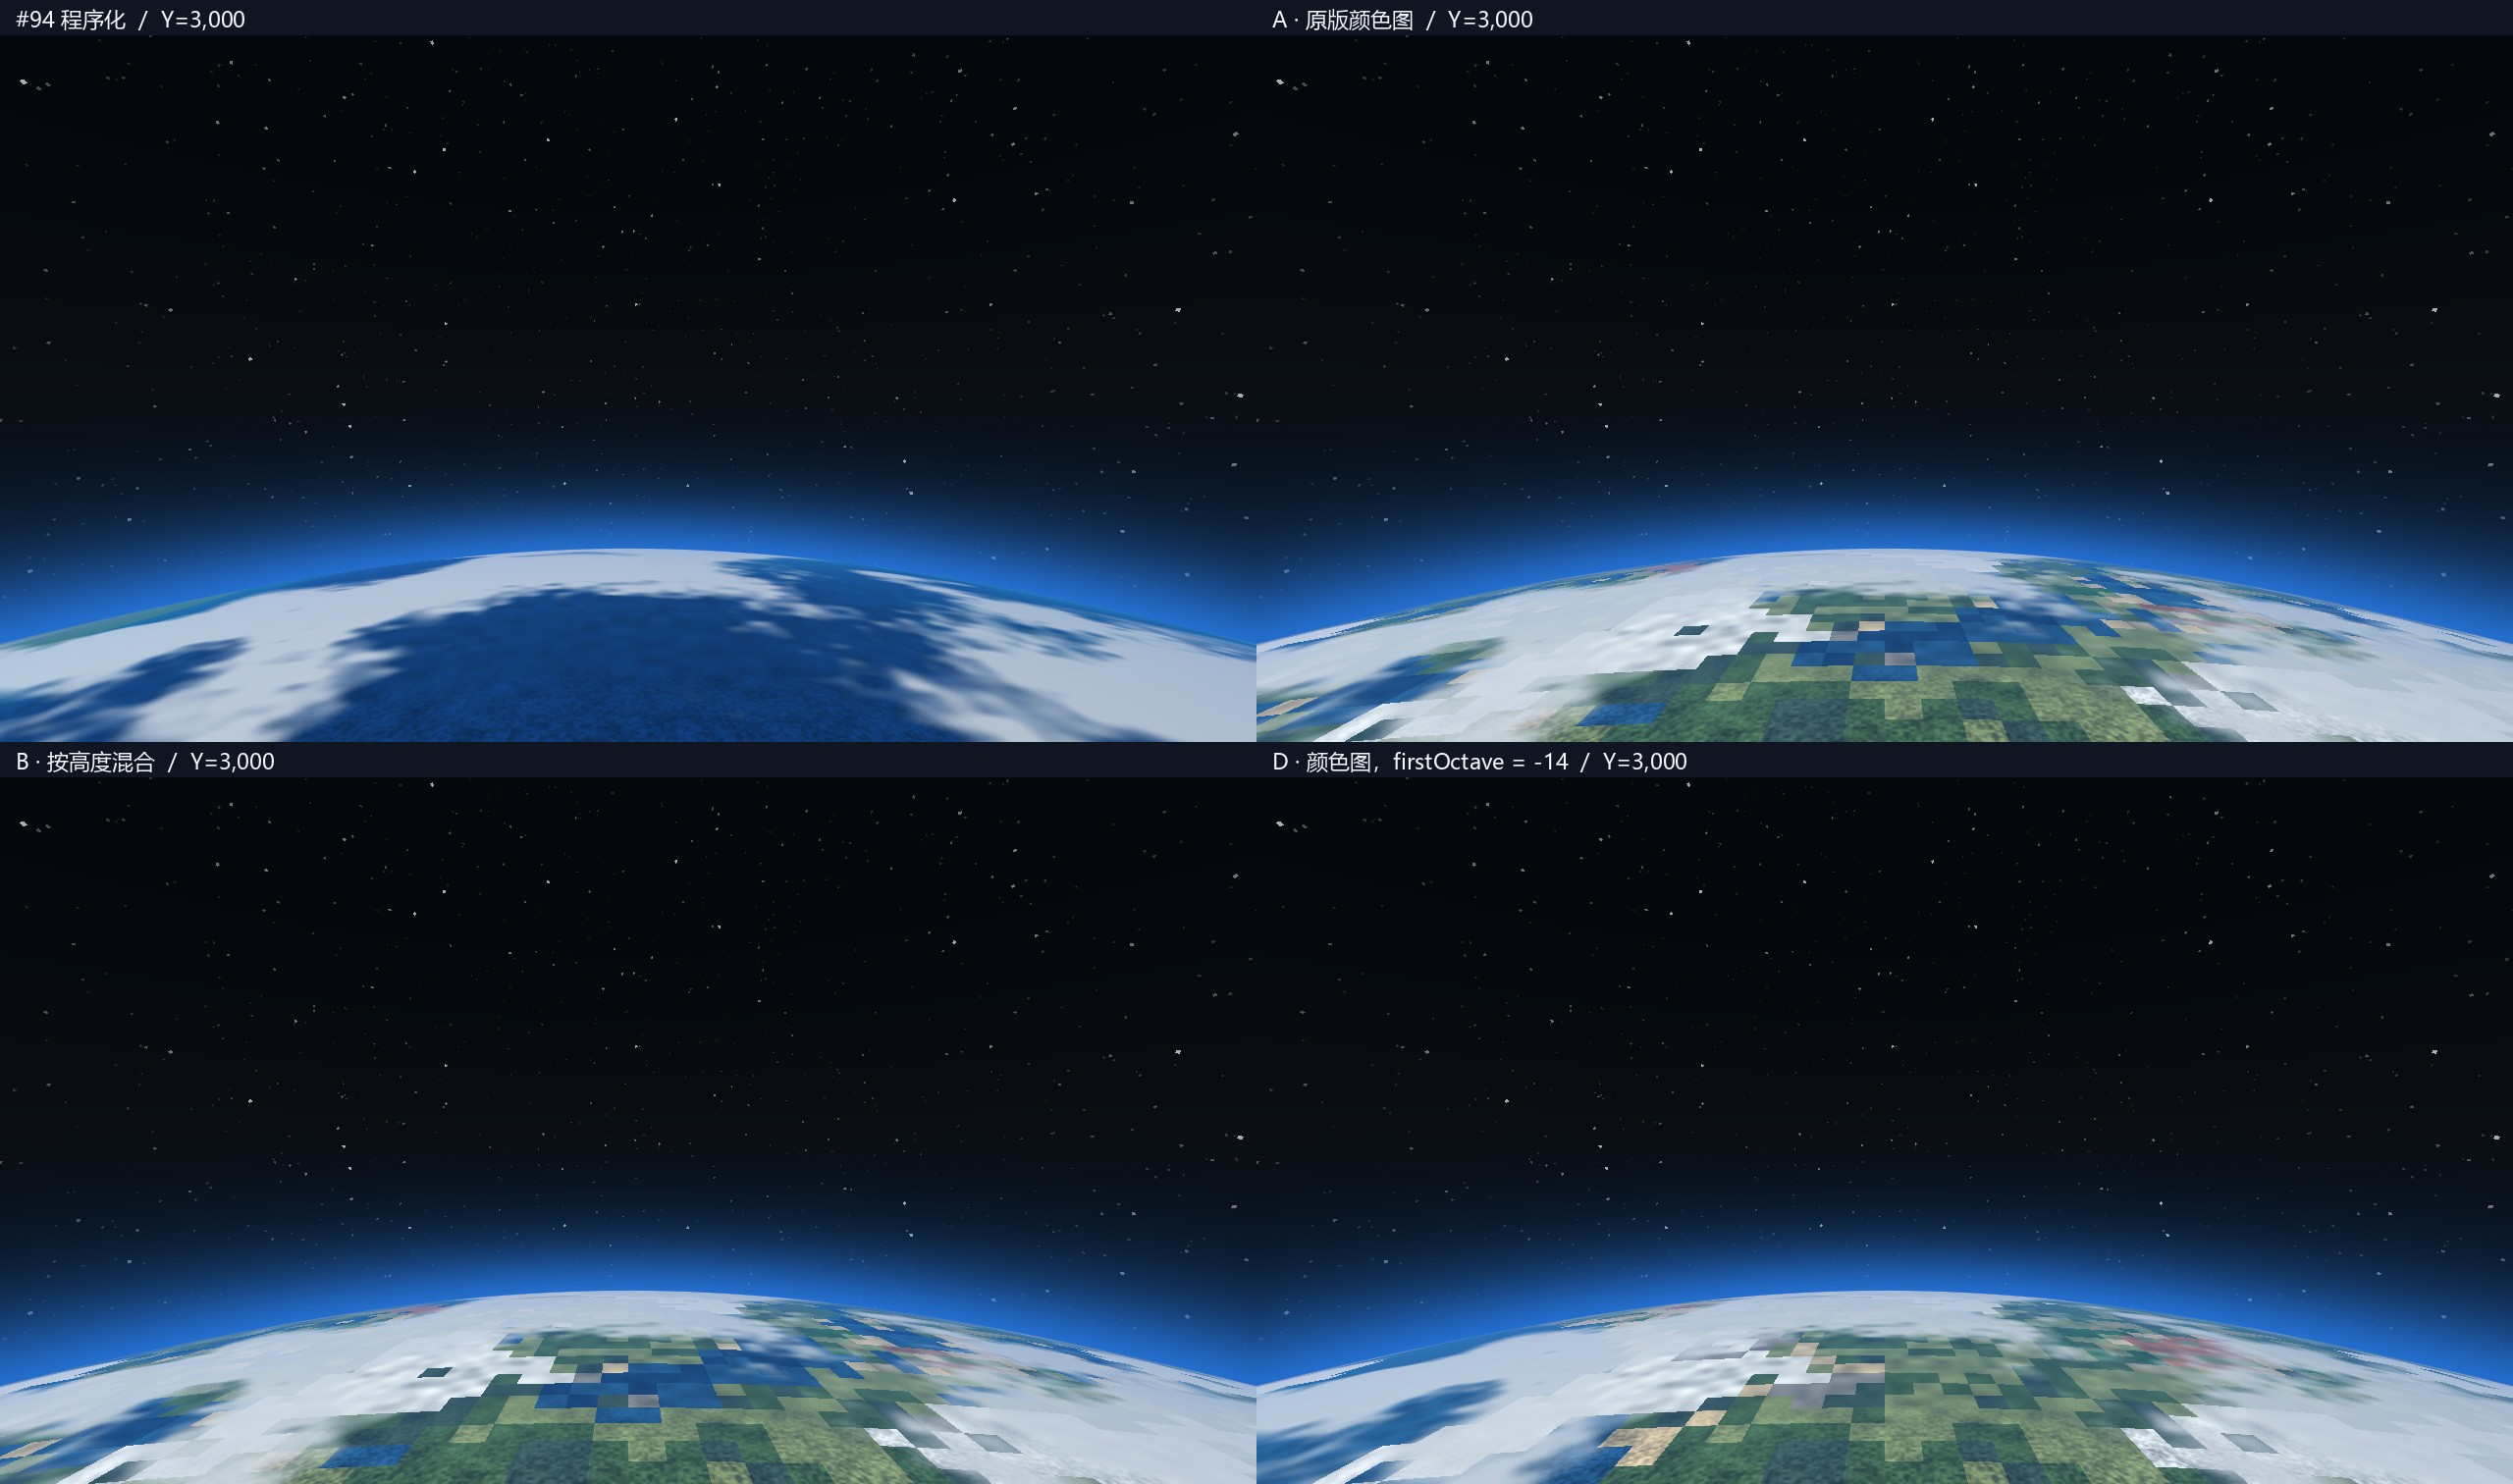 #94 程序化 / Y=3,000
A · 原版颜色图 / Y=3,000
B · 按高度混合 / Y=3,000
D · 颜色图，firstOctave = -14 / Y=3,000